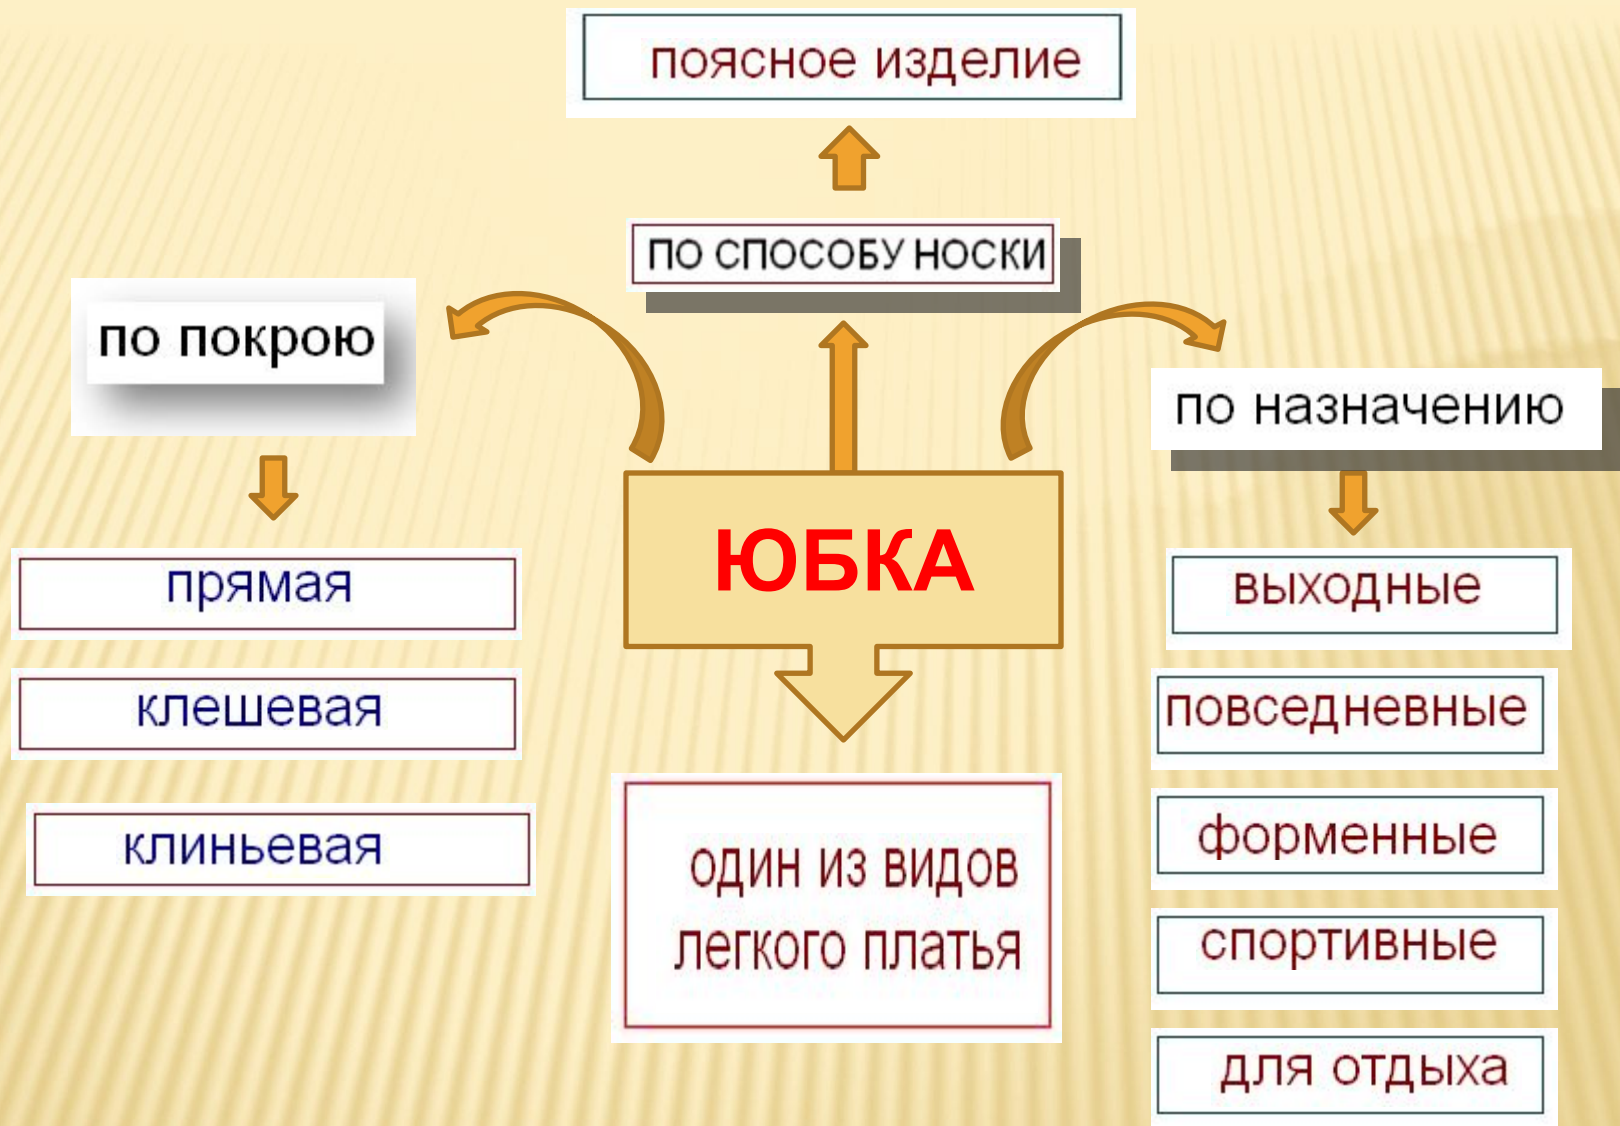 поясное изделие
ПО СПОСОБУ НОСКИ
по покрою
по назначению
ЮБКА
прямая
клешевая
клиньевая
один из видов
легкого платья
выходные
повседневные
форменные
спортивные
для отдыха